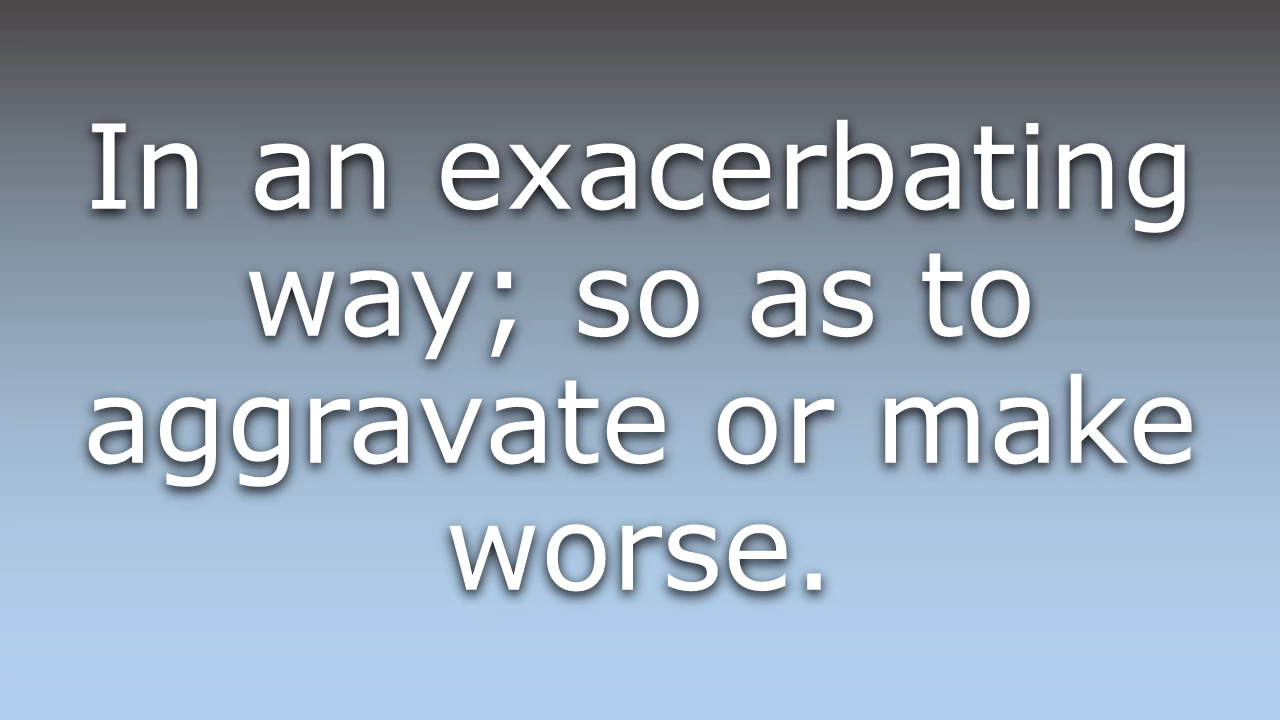 In an exacerbating
way; so as to
aggravate or make
worse.